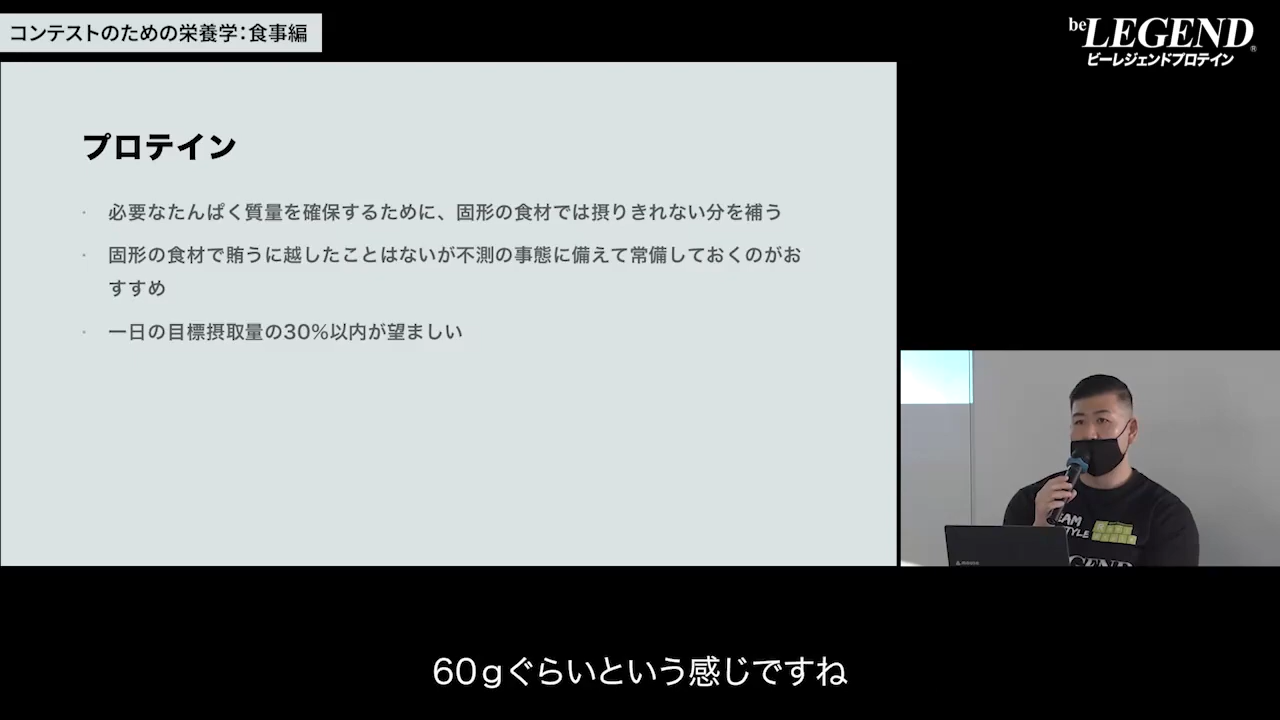 コンテストのための栄養学：食事編
be LEGEND
ビーレジェンドプロテイン
プロテイン
・ 必要なたんぱく質量を確保するために、固形の食材では摂りきれない分を補う
・ 固形の食材で賄うに越したことはないが不測の事態に備えて常備しておくのがお
すすめ
・ 一日の目標摂取量の30%以内が望ましい
60gぐらいという感じですね